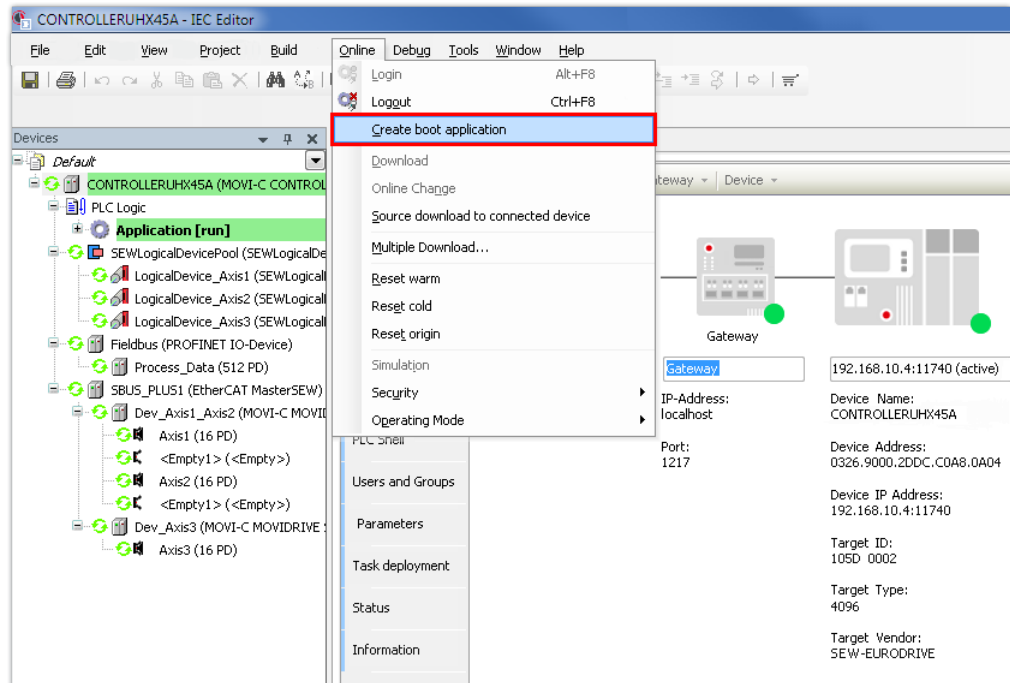 CONTROLLERUHX45A - IEC Editor
File Edit View Project Build Online Debug Tools Window Help
Login Alt+F8
Logout Ctrl+F8
Create boot application
Download
Online Change
Source download to connected device
Multiple Download...
Reset warm
Reset cold
Reset origin
Simulation
Security
Operating Mode
Devices
Default
CONTROLLERUHX45A (MOVI-C CONTROL
PLC Logic
Application [run]
SEWLogicalDevicePool (SEWLogicalDe
LogicalDevice_Axis1 (SEWLogical
LogicalDevice_Axis2 (SEWLogical
LogicalDevice_Axis3 (SEWLogical
Fieldbus (PROFINET IO-Device)
Process_Data (512 PD)
SBUS_PLUS1 (EtherCAT MasterSEW)
Dev_Axis1_Axis2 (MOVI-C MOVI
Axis1 (16 PD)
<Empty1> (<Empty>)
Axis2 (16 PD)
<Empty1> (<Empty>)
Dev_Axis3 (MOVI-C MOVIDRIVE
Axis3 (16 PD)
PLC Shell
Users and Groups
Parameters
Task deployment
Status
Information
teway Device
Gateway
Gateway
IP-Address:
localhost
Port:
1217
192.168.10.4:11740 (active)
Device Name:
CONTROLLERUHX45A
Device Address:
0326.9000.2DDC.C0A8.0A04
Device IP Address:
192.168.10.4:11740
Target ID:
105D 0002
Target Type:
4096
Target Vendor:
SEW-EURODRIVE